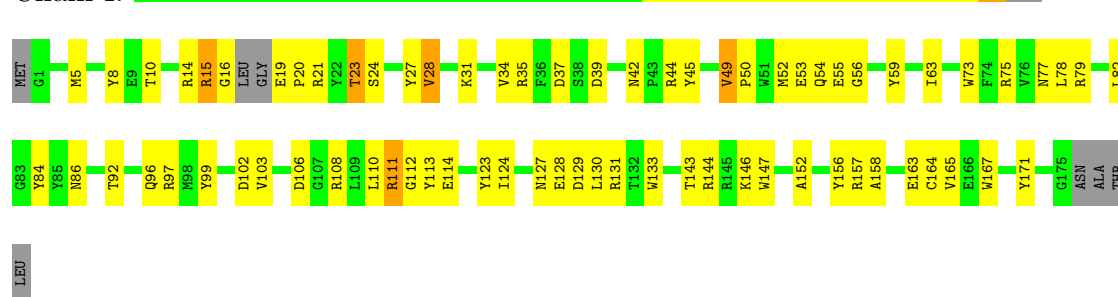 MET G1 M5 Y8 E9 T10 R14 R15 G16 LEU GLY E19 P20 R21 Y22 T23 S24 Y27 V28 K31 V34 R35 F36 D37 S38 D39 N42 P43 R44 Y45 V49 P50 W51 M52 E53 Q54 E55 G56 Y59 I63 W73 F74 R75 V76 N77 L78 R79 L82
G83 Y84 Y85 N86 T92 Q96 R97 M98 Y99 D102 V103 D106 G107 R108 L109 L110 R111 G112 Y113 E114 Y123 I124 N127 E128 D129 L130 R131 T132 W133 T143 R144 R145 K146 W147 A152 Y156 R157 A158 E163 C164 V165 E166 W167 Y171 G175 ASN ALA THR
LEU